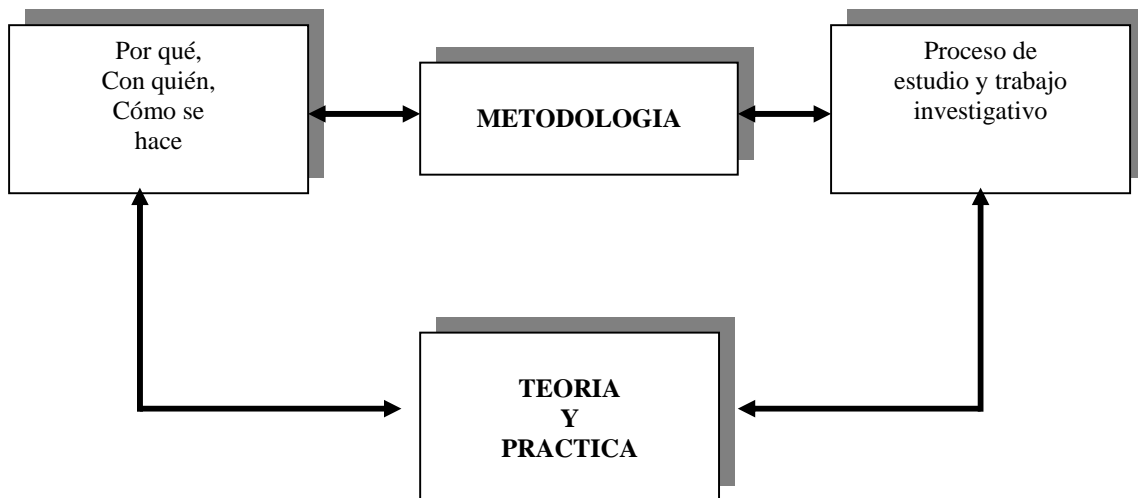 Por qué,
Con quién,
Cómo se
hace
METODOLOGIA
Proceso de
estudio y trabajo
investigativo
TEORIA
Y
PRACTICA